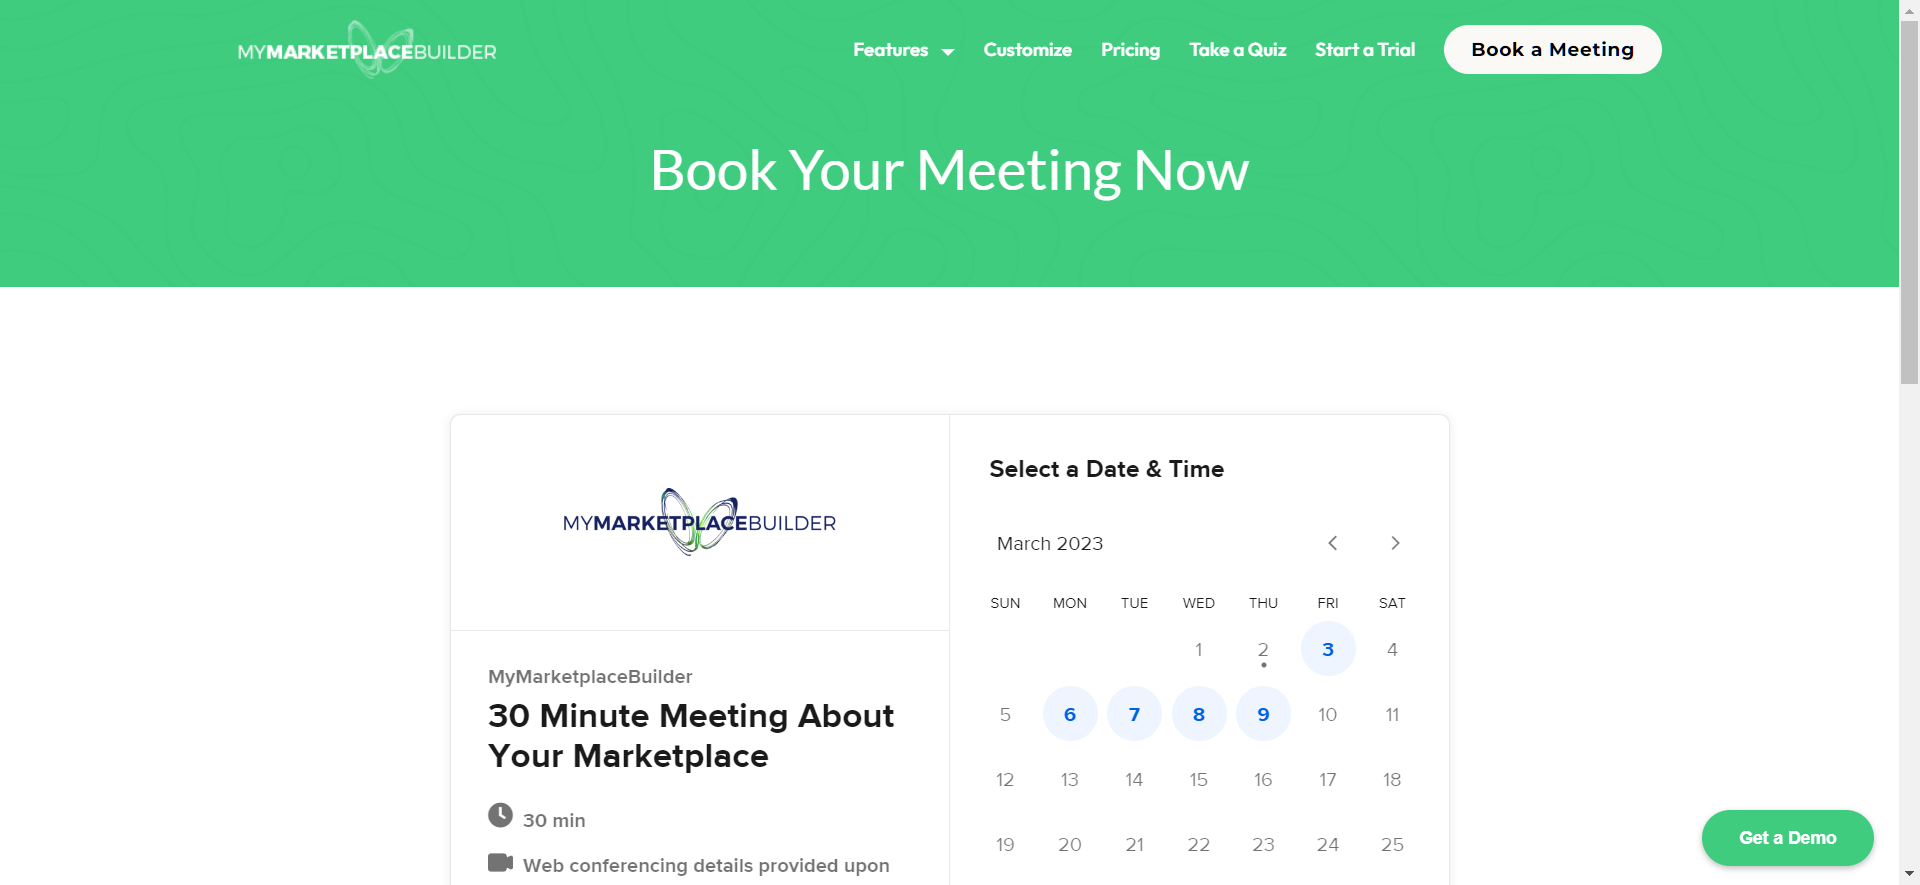 MYMARKETPLACEBUILDER
Features Customize Pricing Take a Quiz Start a Trial Book a Meeting
Book Your Meeting Now
MYMARKETPLACEBUILDER
MyMarketplaceBuilder
30 Minute Meeting About
Your Marketplace
30 min
Web conferencing details provided upon
Select a Date & Time
March 2023
SUN MON TUE WED THU FRI SAT
1 2 3 4
5 6 7 8 9 10 11
12 13 14 15 16 17 18
19 20 21 22 23 24 25
Get a Demo